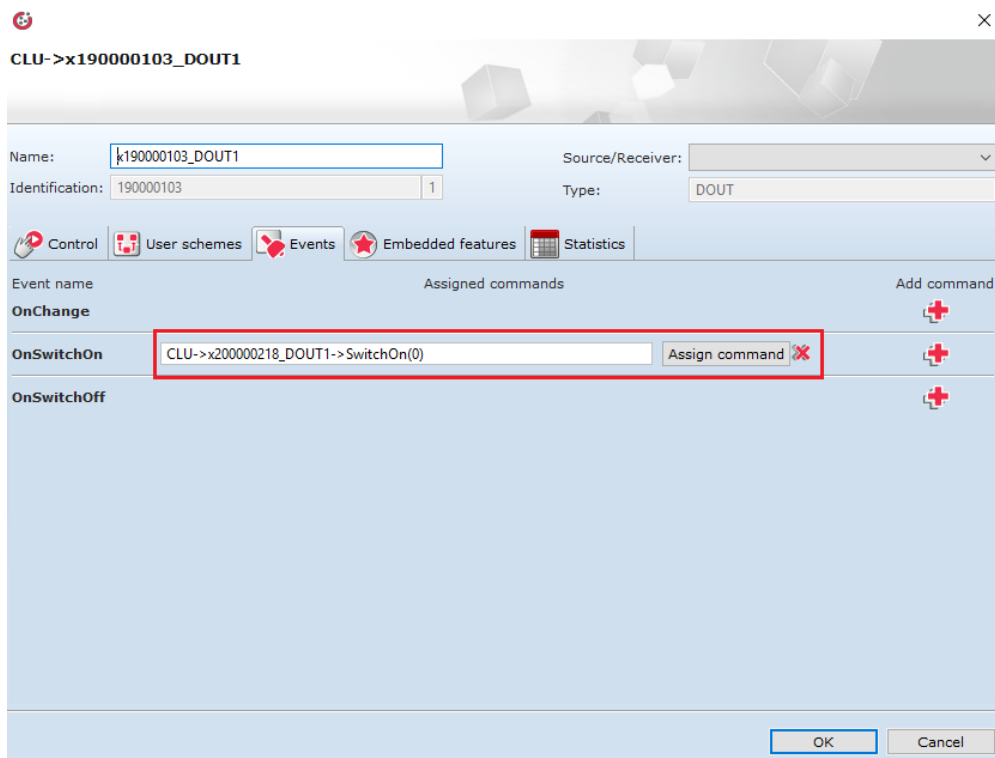 CLU->x190000103_DOUT1
Name: x190000103_DOUT1 Source/Receiver:
Identification: 190000103 1 Type: DOUT
Control User schemes Events Embedded features Statistics
Event name Assigned commands Add command
OnChange
OnSwitchOn CLU->x200000218_DOUT1->SwitchOn(0) Assign command
OnSwitchOff
OK Cancel